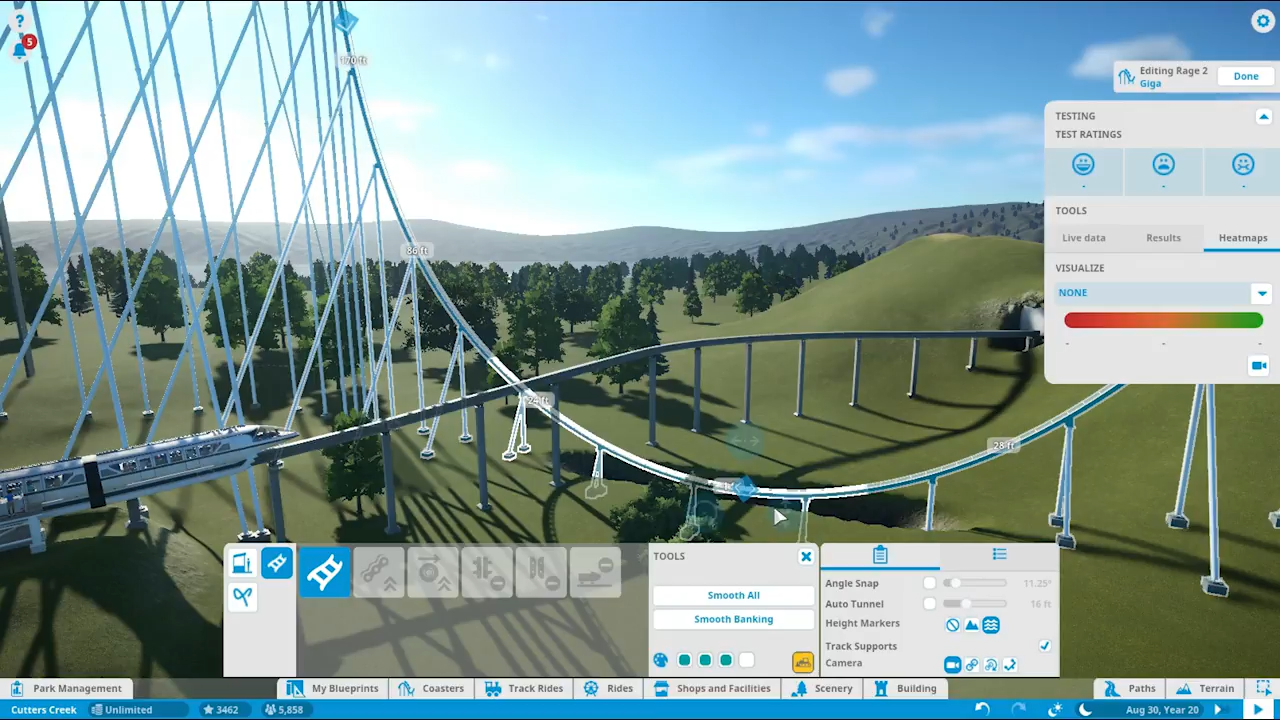 ?
5
170 ft
Editing Rage 2
Giga
Done
TESTING
TEST RATINGS
-
-
-
TOOLS
Live data
Results
Heatmaps
VISUALIZE
NONE
-
-
-
86 ft
24 ft
28 ft
TOOLS
Smooth All
Smooth Banking
Angle Snap
11.25°
Auto Tunnel
16 ft
Height Markers
Track Supports
Camera
Park Management
My Blueprints
Coasters
Track Rides
Rides
Shops and Facilities
Scenery
Building
Paths
Terrain
Cutters Creek
Unlimited
3462
5,858
Aug 30, Year 20